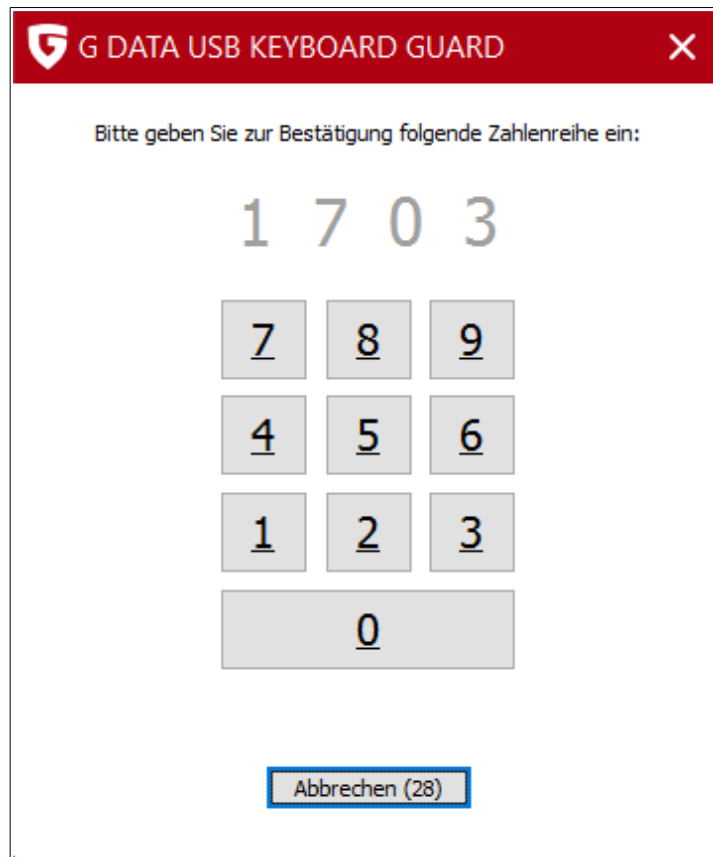 G DATA USB KEYBOARD GUARD
Bitte geben Sie zur Bestätigung folgende Zahlenreihe ein:
1 7 0 3
7 8 9
4 5 6
1 2 3
0
Abbrechen (28)